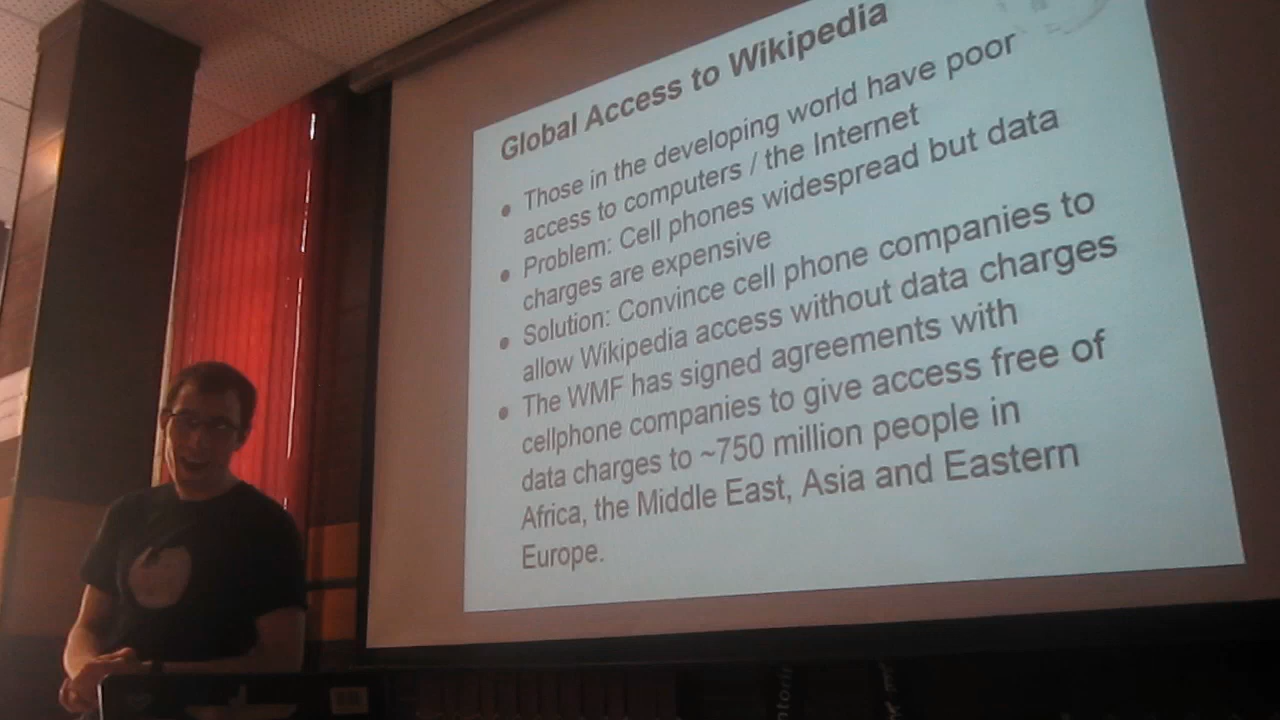 Global Access to Wikipedia
• Those in the developing world have poor
access to computers / the Internet
• Problem: Cell phones widespread but data
charges are expensive
• Solution: Convince cell phone companies to
allow Wikipedia access without data charges
• The WMF has signed agreements with
cellphone companies to give access free of
data charges to ~750 million people in
Africa, the Middle East, Asia and Eastern
Europe.